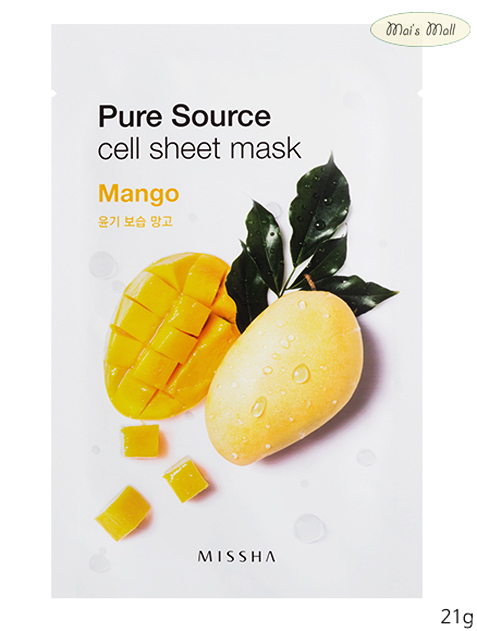 Mai's Mall
Pure Source
cell sheet mask
Mango
윤기 보습 망고
MISSHA
21g